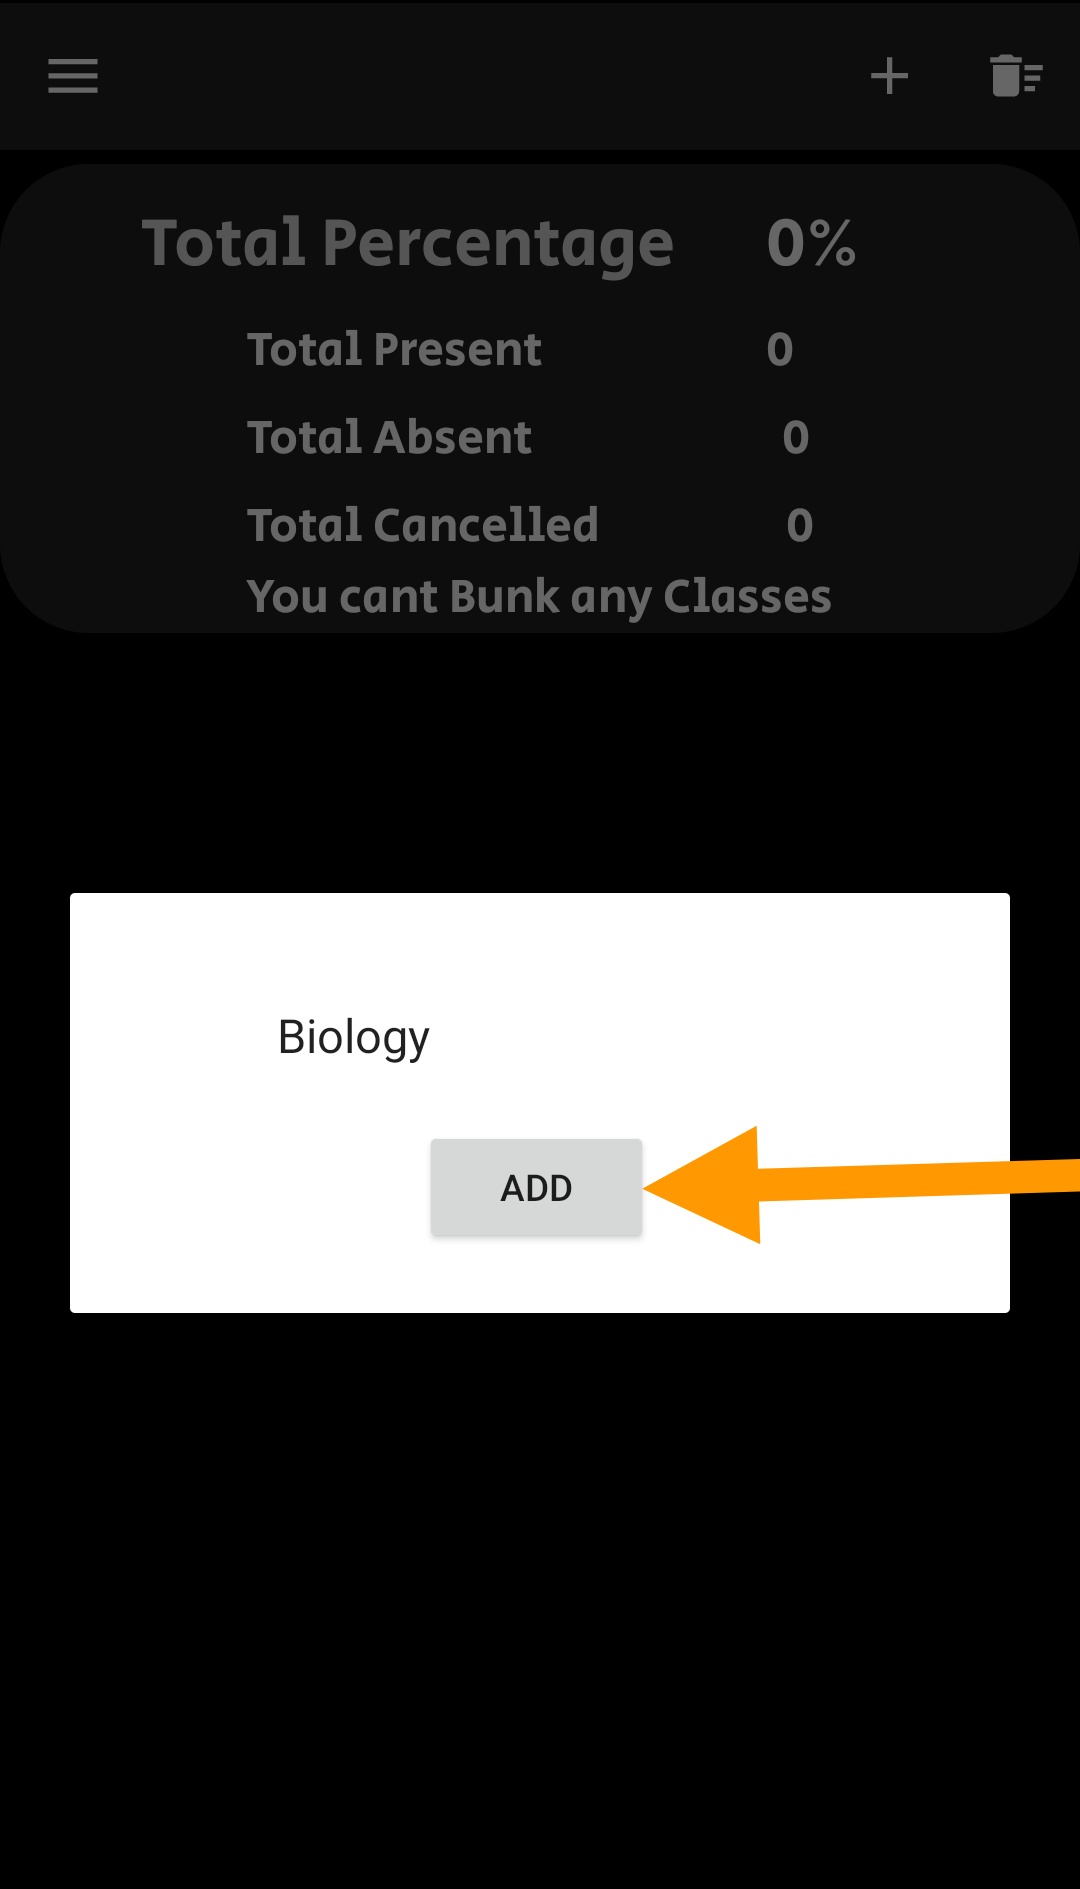 Total Percentage 0%
Total Present 0
Total Absent 0
Total Cancelled 0
You cant Bunk any Classes
Biology
ADD